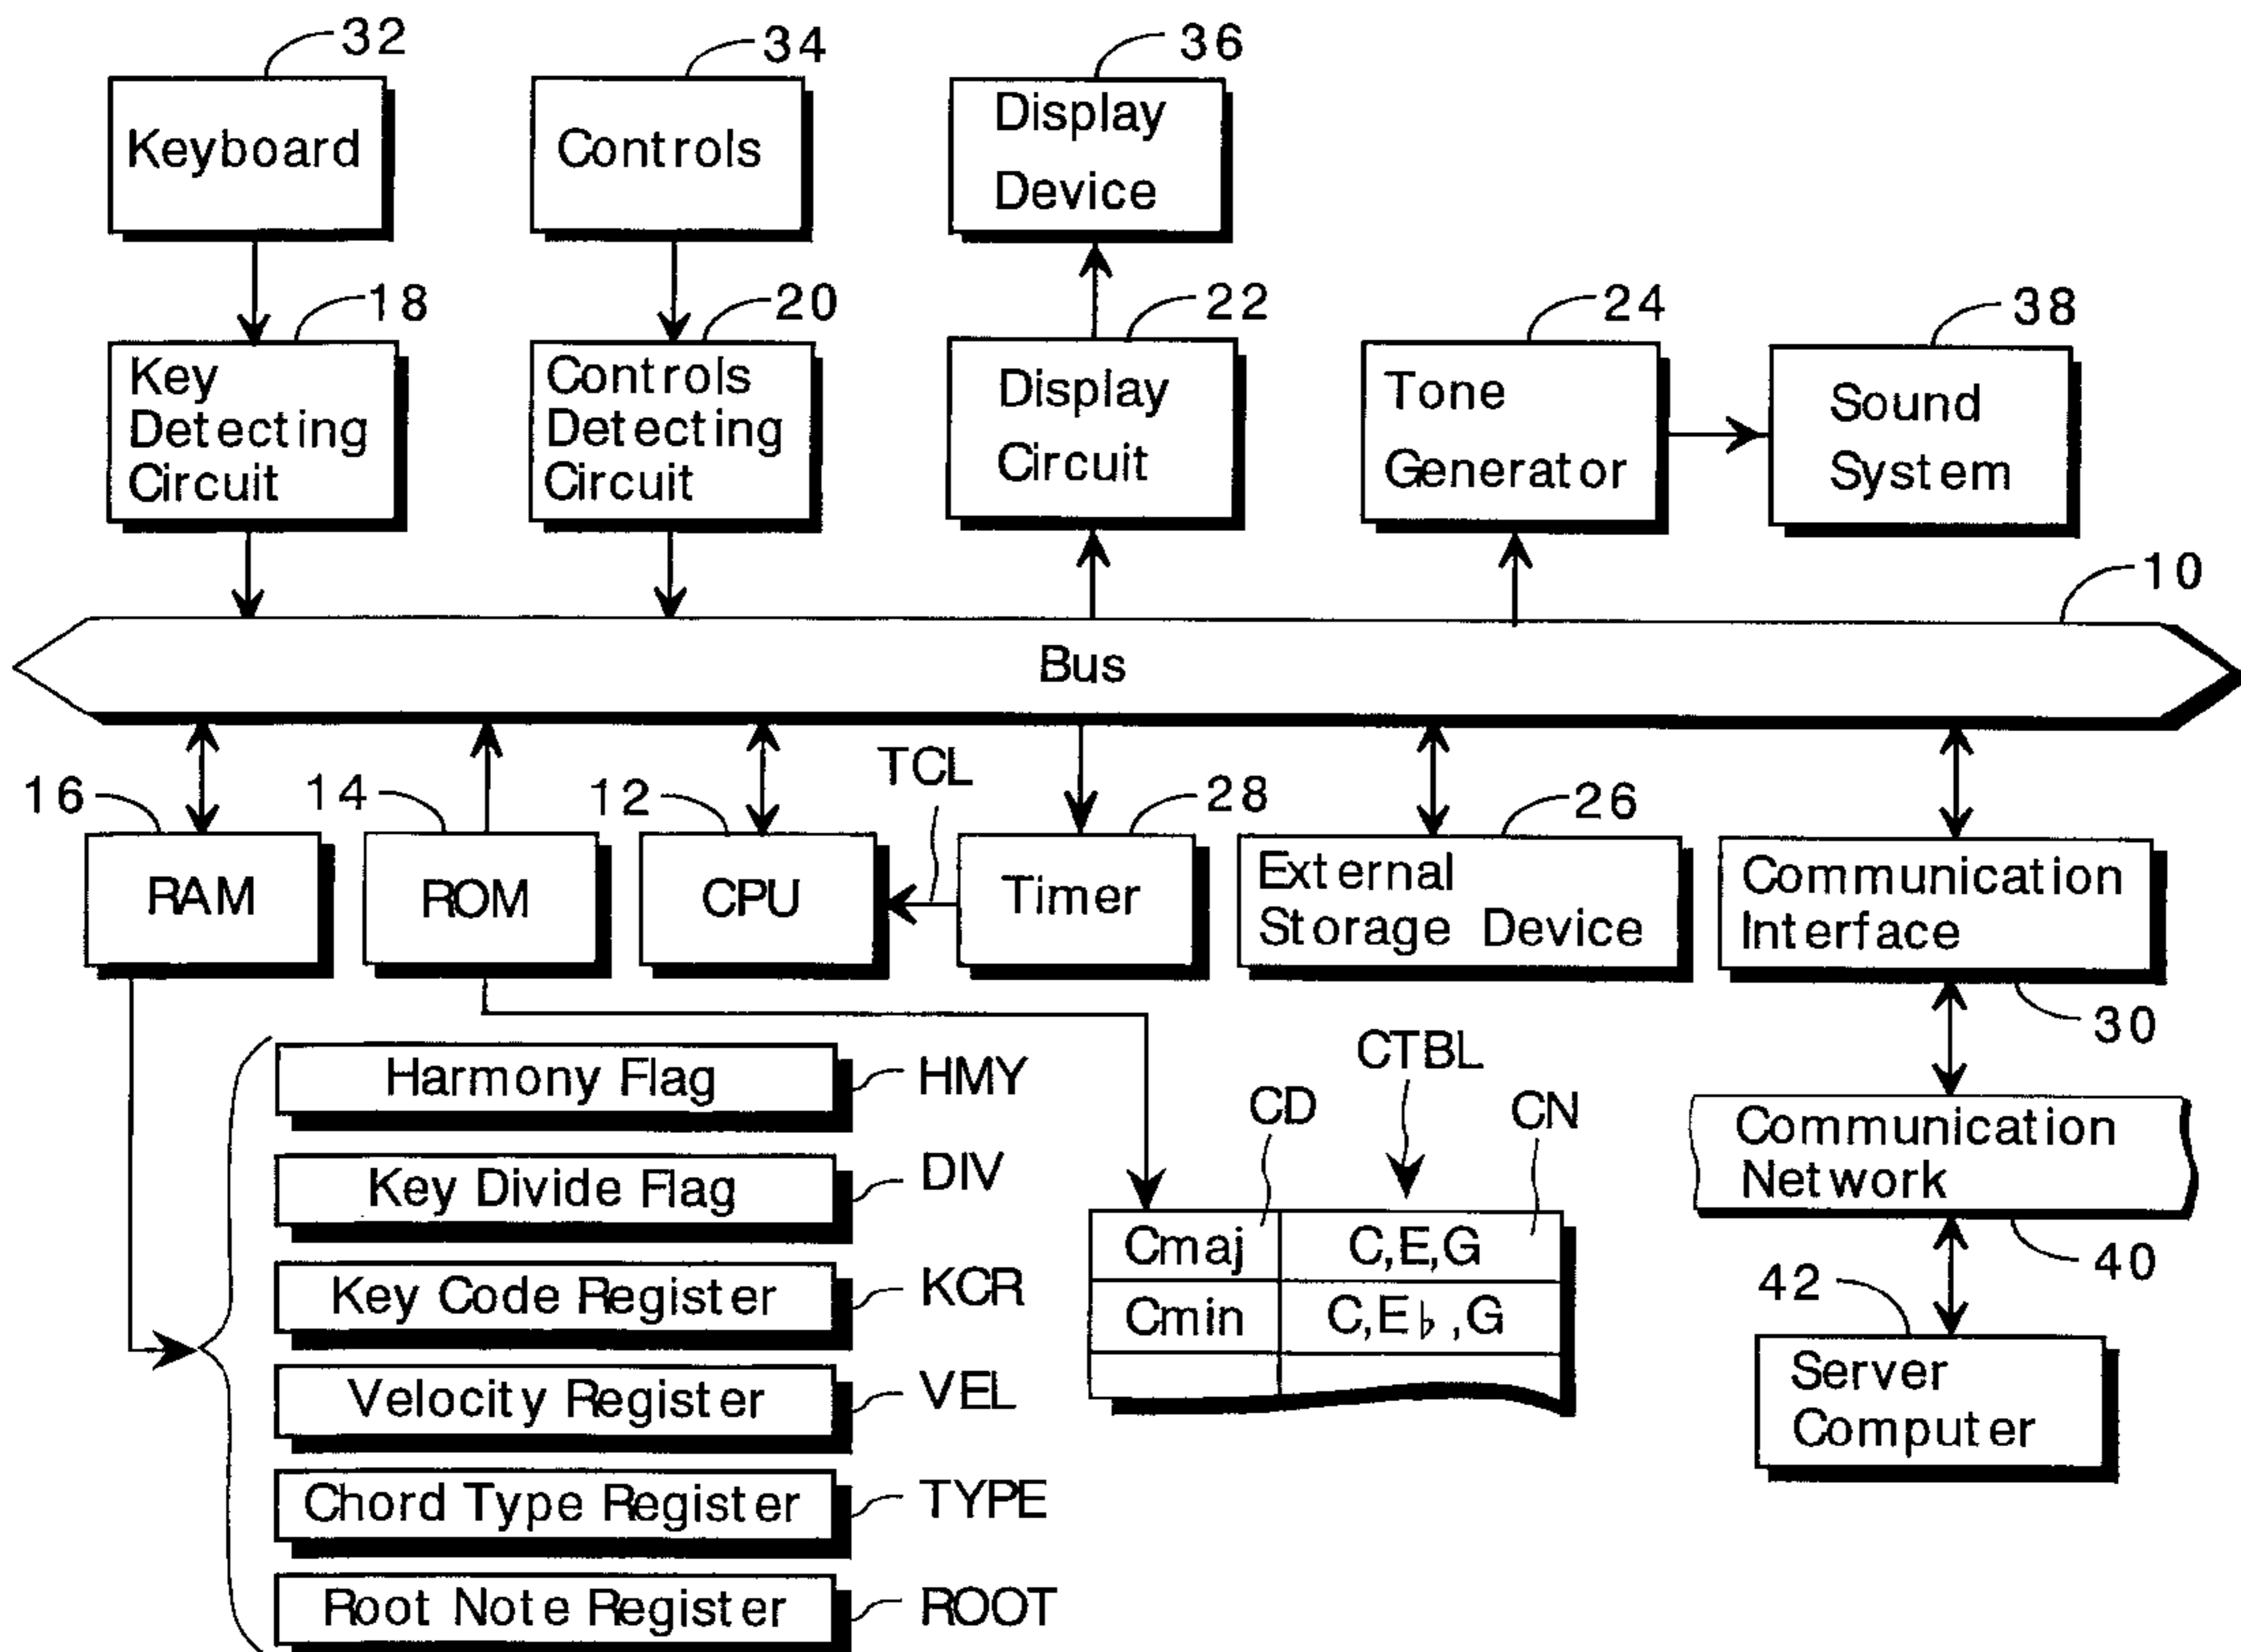 32
34
36
Keyboard
Controls
Display
Device
18
20
22
24
38
Key
Detecting
Circuit
Controls
Detecting
Circuit
Display
Circuit
Tone
Generator
Sound
System
10
Bus
TCL
16
14
12
28
26
RAM
ROM
CPU
Timer
External
Storage Device
Communication
Interface
30
Harmony Flag
HMY
Key Divide Flag
DIV
Key Code Register
KCR
Velocity Register
VEL
Chord Type Register
TYPE
Root Note Register
ROOT
CTBL
CD
CN
Cmaj
C,E,G
Cmin
C,E♭,G
Communication
Network
40
42
Server
Computer